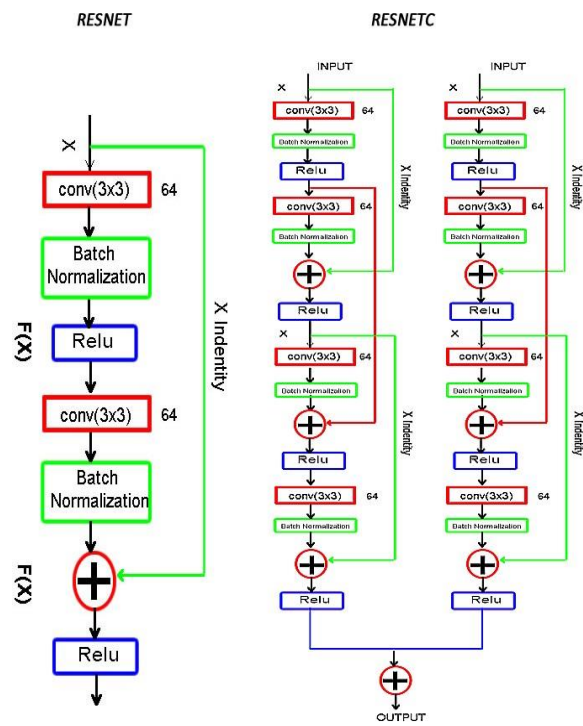 RESNET
X
conv(3x3) 64
Batch
Normalization
F(X)
Relu
X Indentity
conv(3x3) 64
Batch
Normalization
F(X)
+
Relu
RESNETC
INPUT
X
conv(3x3) 64
Batch Normalization
Relu
X Indentity
conv(3x3) 64
Batch Normalization
+
Relu
X
conv(3x3) 64
Batch Normalization
X Indentity
+
Relu
conv(3x3) 64
Batch Normalization
+
Relu
INPUT
X
conv(3x3) 64
Batch Normalization
Relu
X Indentity
conv(3x3) 64
Batch Normalization
+
Relu
X
conv(3x3) 64
Batch Normalization
X Indentity
+
Relu
conv(3x3) 64
Batch Normalization
+
Relu
+
OUTPUT